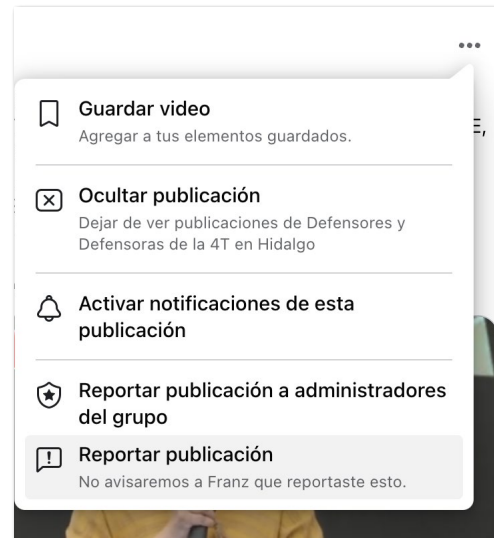 Guardar video
Agregar a tus elementos guardados.
E,
Ocultar publicación
Dejar de ver publicaciones de Defensores y
Defensoras de la 4T en Hidalgo
Activar notificaciones de esta
publicación
Reportar publicación a administradores
del grupo
Reportar publicación
No avisaremos a Franz que reportaste esto.